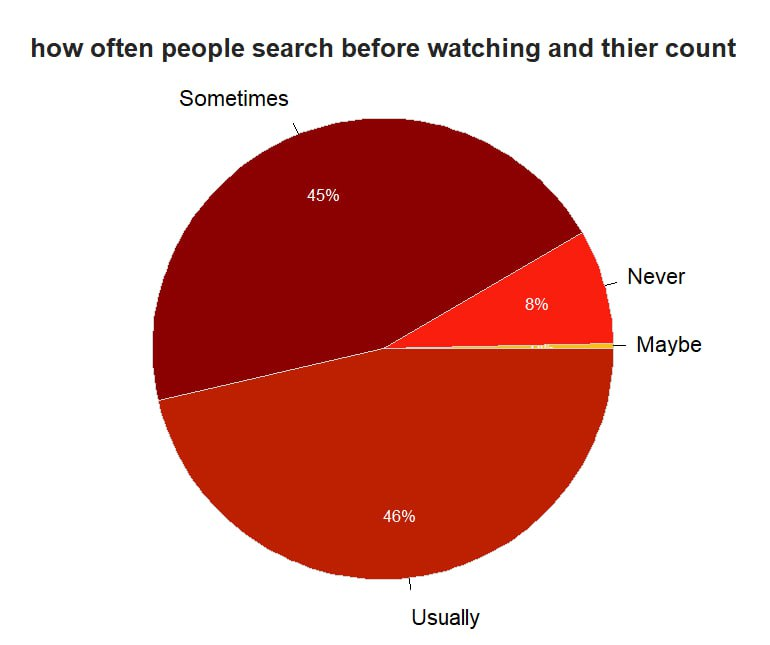 how often people search before watching and thier count
Sometimes
45%
Never
8%
Maybe
46%
Usually